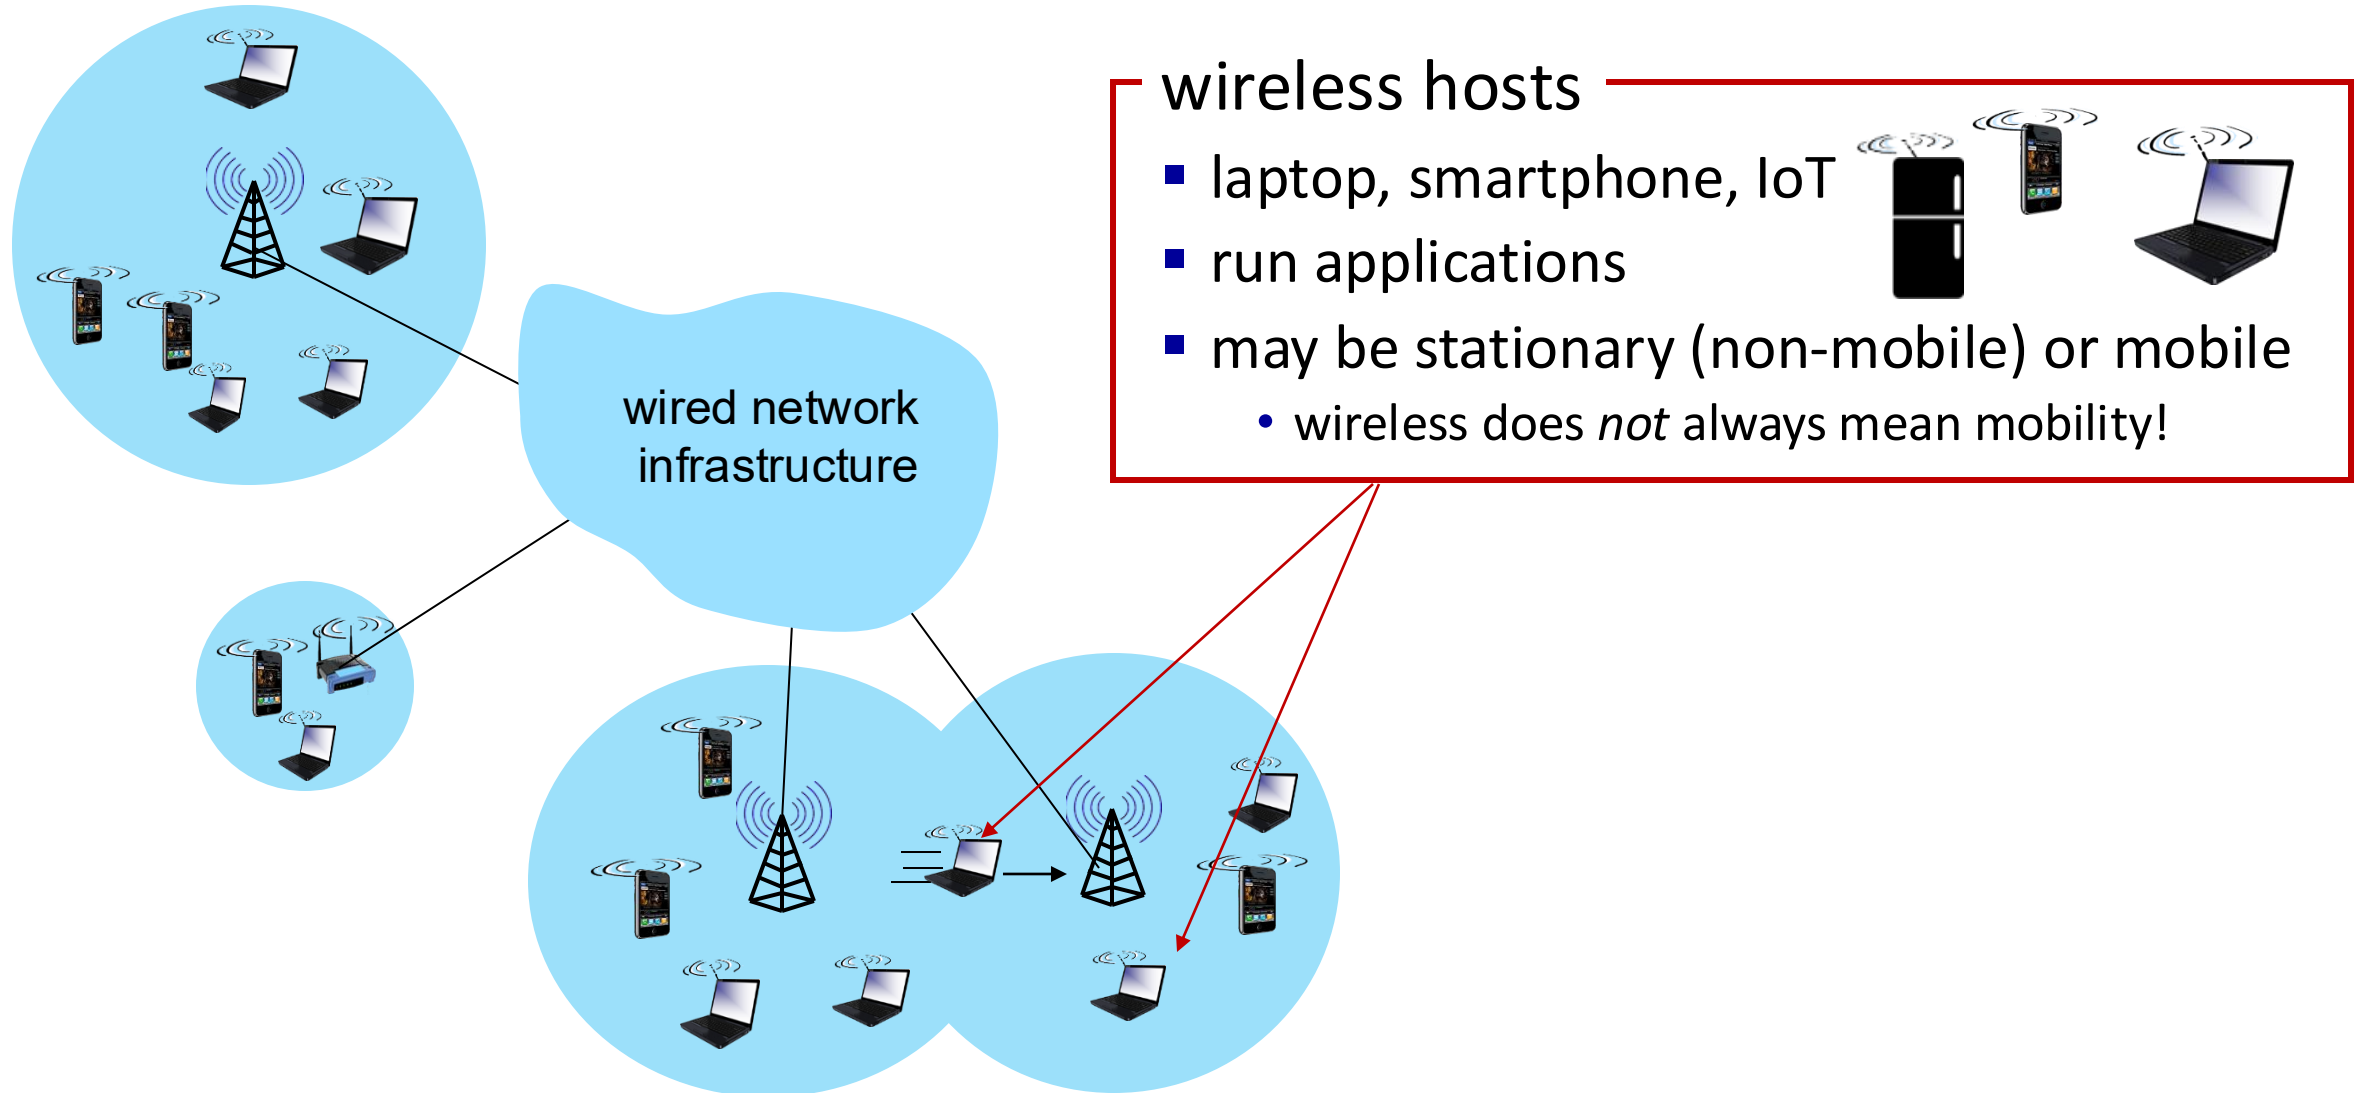 wireless hosts
▪ laptop, smartphone, IoT
▪ run applications
▪ may be stationary (non-mobile) or mobile
• wireless does not always mean mobility!
wired network
infrastructure